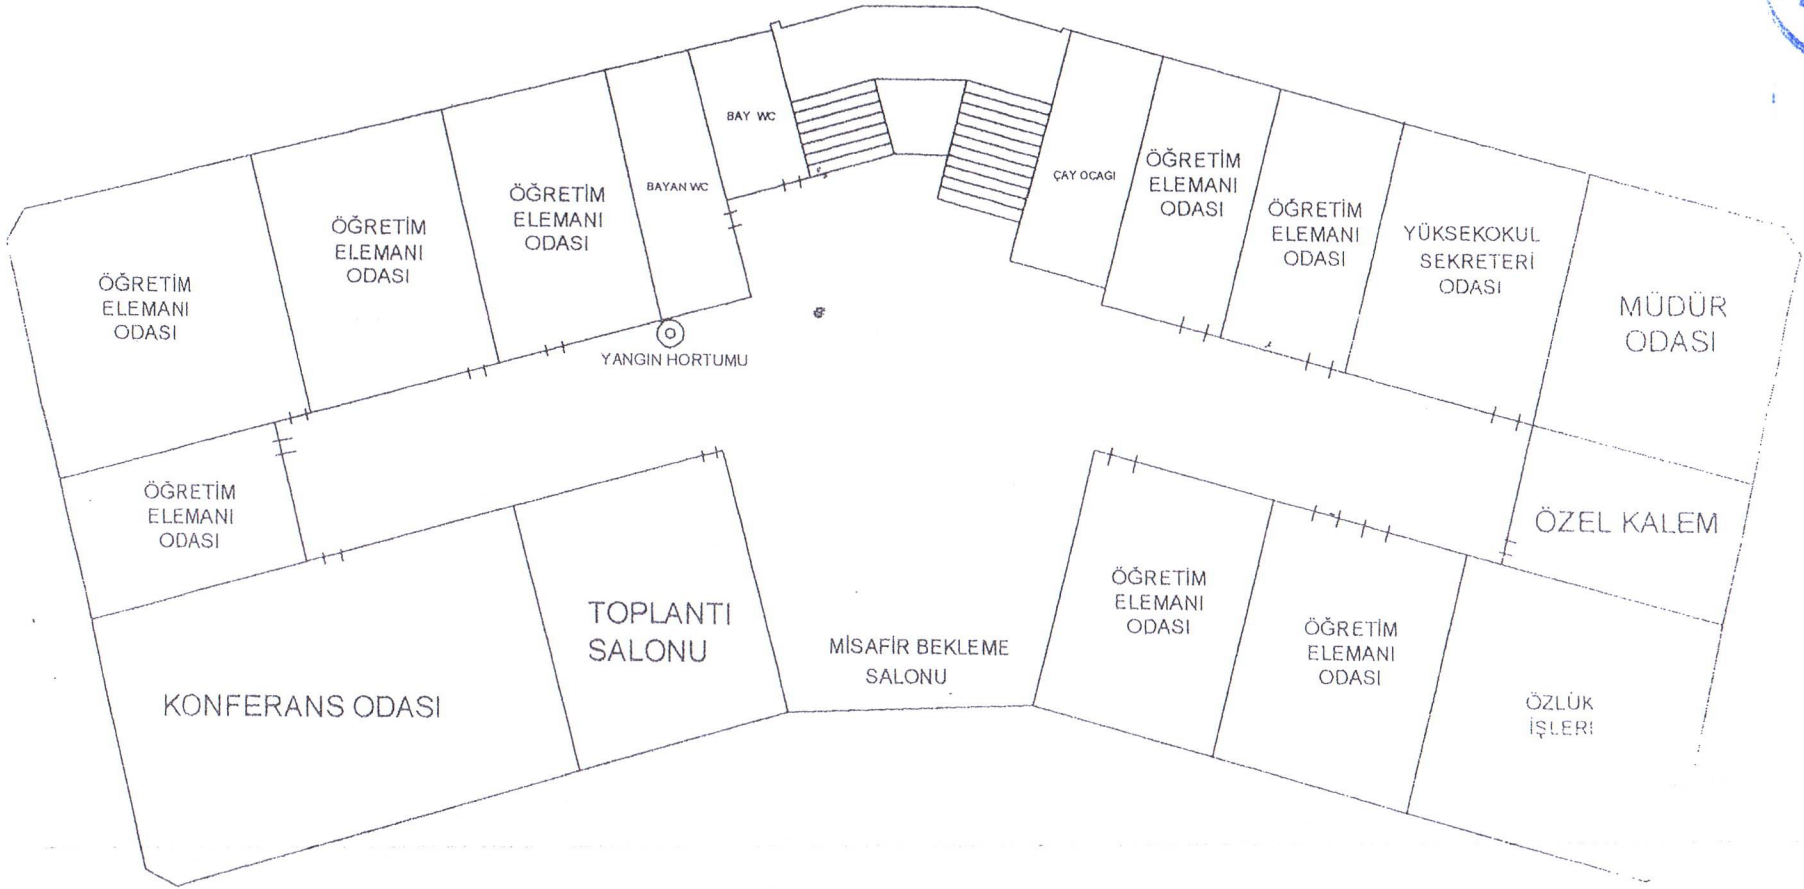 BAY WC
BAYAN WC
ÖĞRETİM
ELEMANI
ODASI
ÖĞRETİM
ELEMANI
ODASI
ÖĞRETİM
ELEMANI
ODASI
YANGIN HORTUMU
ÖĞRETİM
ELEMANI
ODASI
KONFERANS ODASI
TOPLANTI
SALONU
MİSAFİR BEKLEME
SALONU
ÇAY OCAGI
ÖĞRETİM
ELEMANI
ODASI
ÖĞRETİM
ELEMANI
ODASI
YÜKSEKOKUL
SEKRETERİ
ODASI
MÜDÜR
ODASI
ÖZEL KALEM
ÖĞRETİM
ELEMANI
ODASI
ÖĞRETİM
ELEMANI
ODASI
ÖZLÜK
İŞLERİ